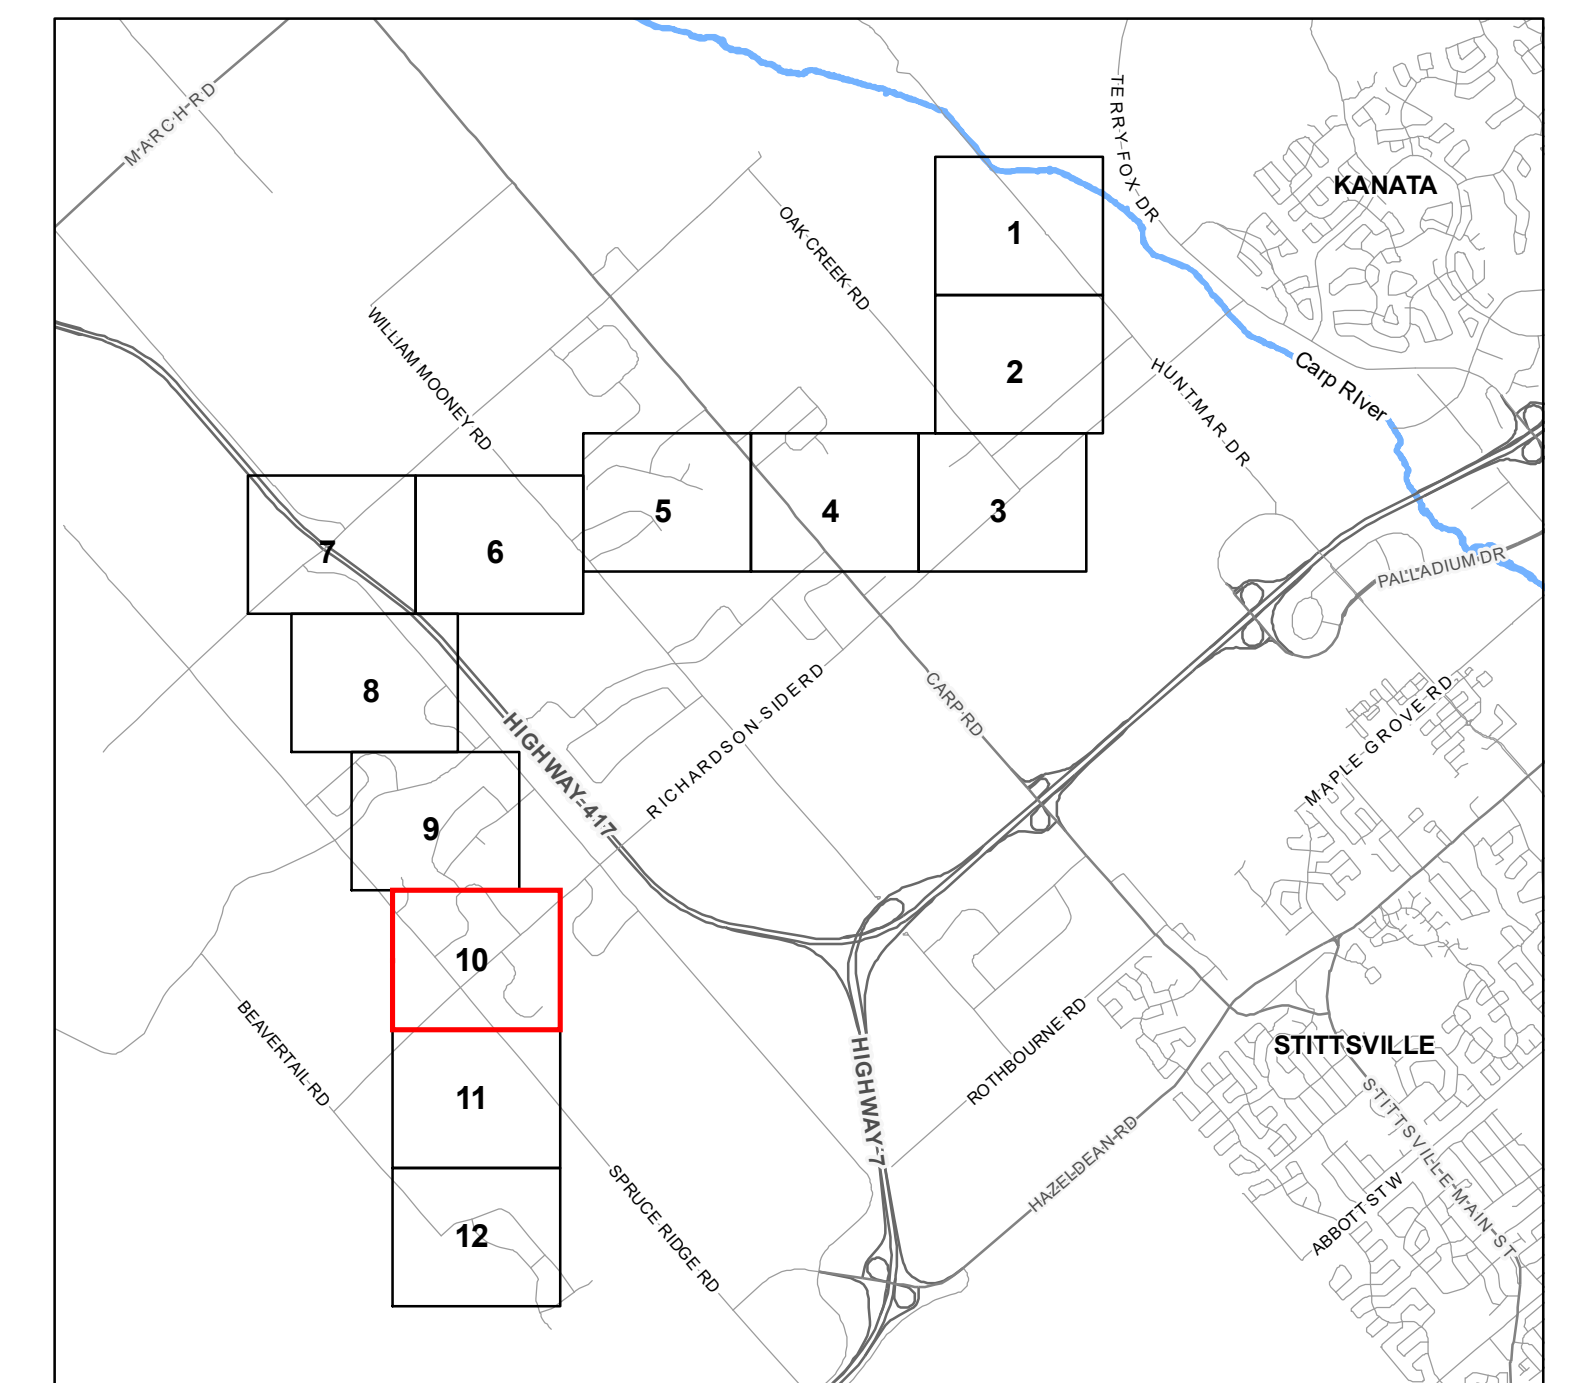 MARCH RD
TERRY FOX DR
KANATA
OAK CREEK RD
1
WILLIAM MOONEY RD
2
HUNTMAR DR
Carp RIver
5
4
3
7
6
PALLADIUM DR
8
CARP RD
HIGHWAY 417
RICHARDSON SIDERD
MAPLE GROVE RD
9
10
BEAVERTAIL RD
HIGHWAY 7
ROTHBOURNE RD
STITTSVILLE
11
HAZELDEAN RD
STITTSVILLE MAIN ST
SPRUCE RIDGE RD
ABBOTT ST W
12